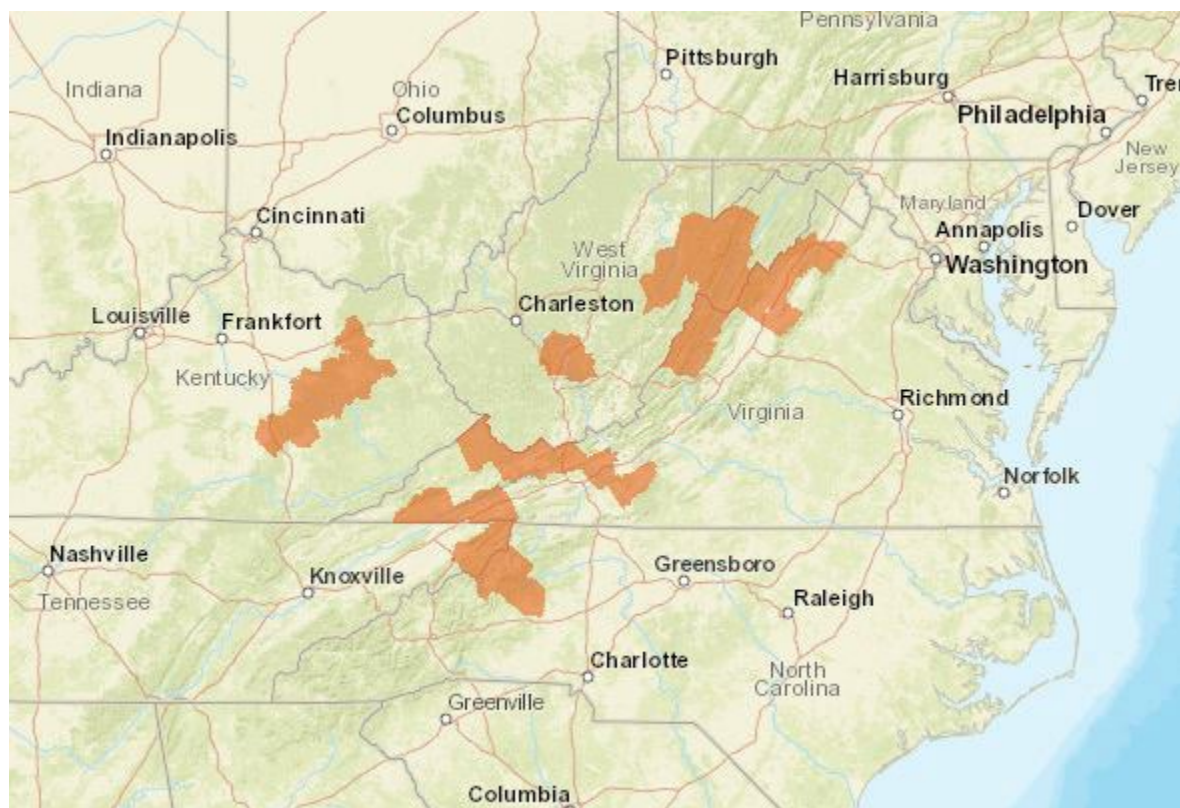 Pennsylvania
Pittsburgh
Harrisburg
Tre
Indiana
Ohio
Columbus
Philadelphia
Indianapolis
New
Jersey
Maryland
Dover
Cincinnati
Annapolis
West
Virginia
Washington
Charleston
Louisville
Frankfort
Kentucky
Richmond
Virginia
Norfolk
Nashville
Greensboro
Knoxville
Tennessee
Raleigh
Charlotte
North
Carolina
Greenville
Columbia